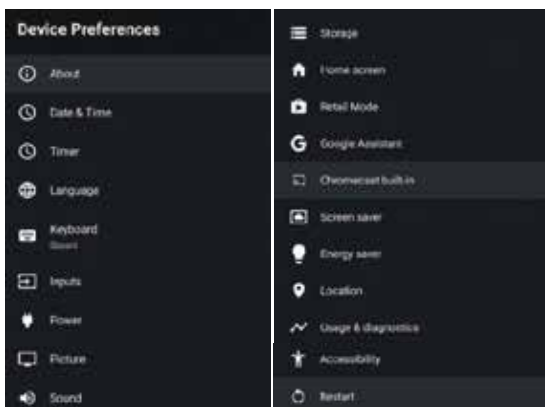 Device Preferences
About
Date & Time
Timer
Language
Keyboard
Gboard
Inputs
Power
Picture
Sound
Storage
Home screen
Retail Mode
Google Assistant
Chromecast built-in
Screen saver
Energy saver
Location
Usage & diagnostics
Accessibility
Restart